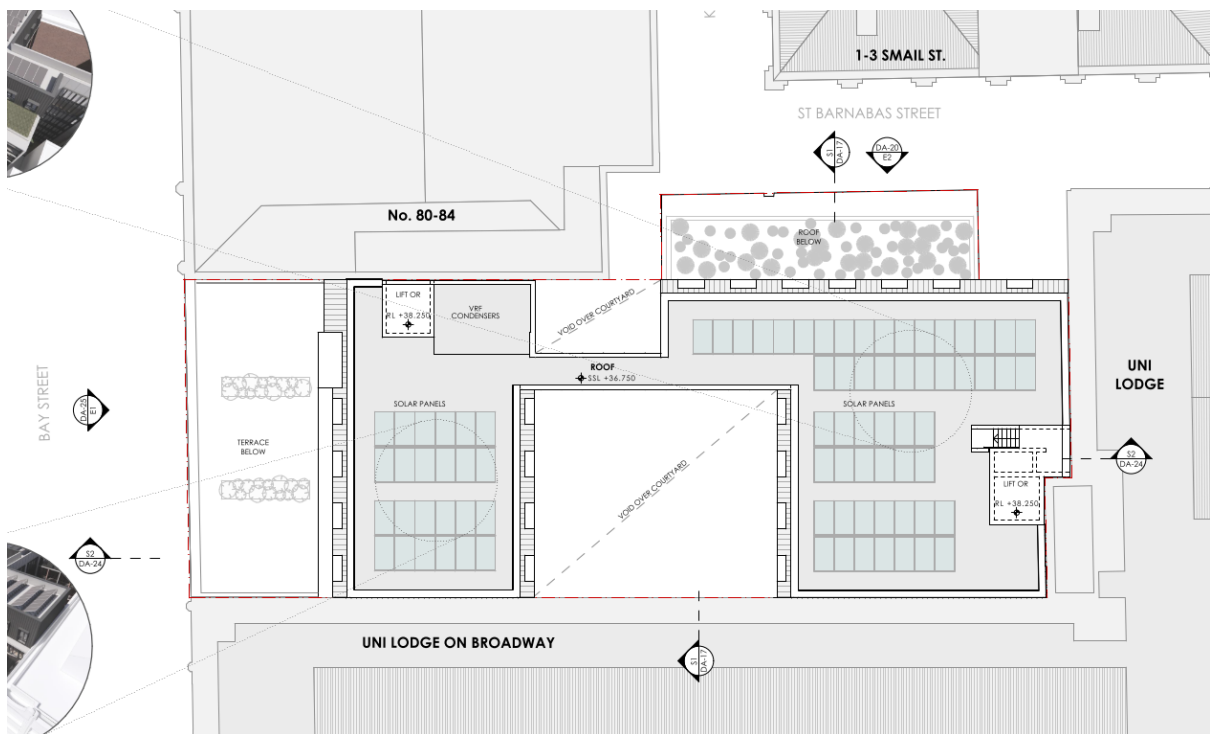 K
1-3 SMAIL ST.
ST BARNABAS STREET
S1
DA-17
DA-20
E2
No. 80-84
ROOF
BELOW
LIFT OR
RL +38.250
VRF
CONDENSERS
VOID OVER COURTYARD
ROOF
SSL +36.750
UNI
LODGE
BAY STREET
DA-25
E1
SOLAR PANELS
SOLAR PANELS
TERRACE
BELOW
VOID OVER COURTYARD
S2
DA-24
LIFT OR
RL +38.250
S2
DA-24
UNI LODGE ON BROADWAY
S1
DA-17